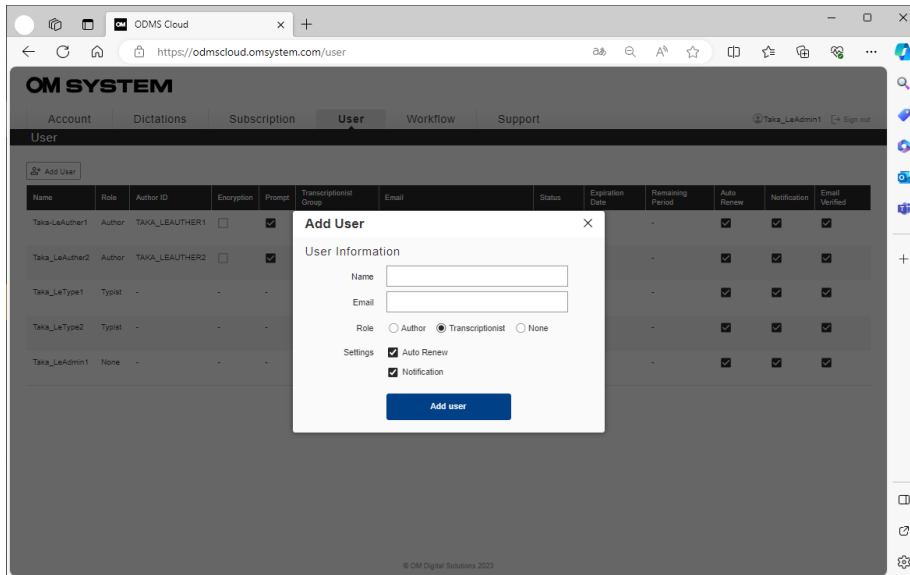 ODMS Cloud
https://odmscloud.omsystem.com/user
OM SYSTEM
Account Dictations Subscription User Workflow Support Taka_LeAdmin1 Sign out
User
Add User
Name Role Author ID Encryption Prompt Transcriptionist Group Email Status Expiration Date Remaining Period Auto Renew Notification Email Verified
Taka-LeAuther1 Author TAKA_LEAUTHER1 -
Taka_LeAuther2 Author TAKA_LEAUTHER2 -
Taka_LeType1 Typist - - - -
Taka_LeType2 Typist - - - -
Taka_LeAdmin1 None - - - -
Add User
User Information
Name
Email
Role Author Transcriptionist None
Settings Auto Renew
Notification
Add user
© OM Digital Solutions 2023